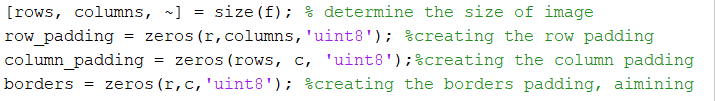 [rows, columns, ~] = size(f); % determine the size of image
row_padding = zeros(r,columns,'uint8'); %creating the row padding
column_padding = zeros(rows, c, 'uint8');%creating the column padding
borders = zeros(r,c,'uint8'); %creating the borders padding, aimining